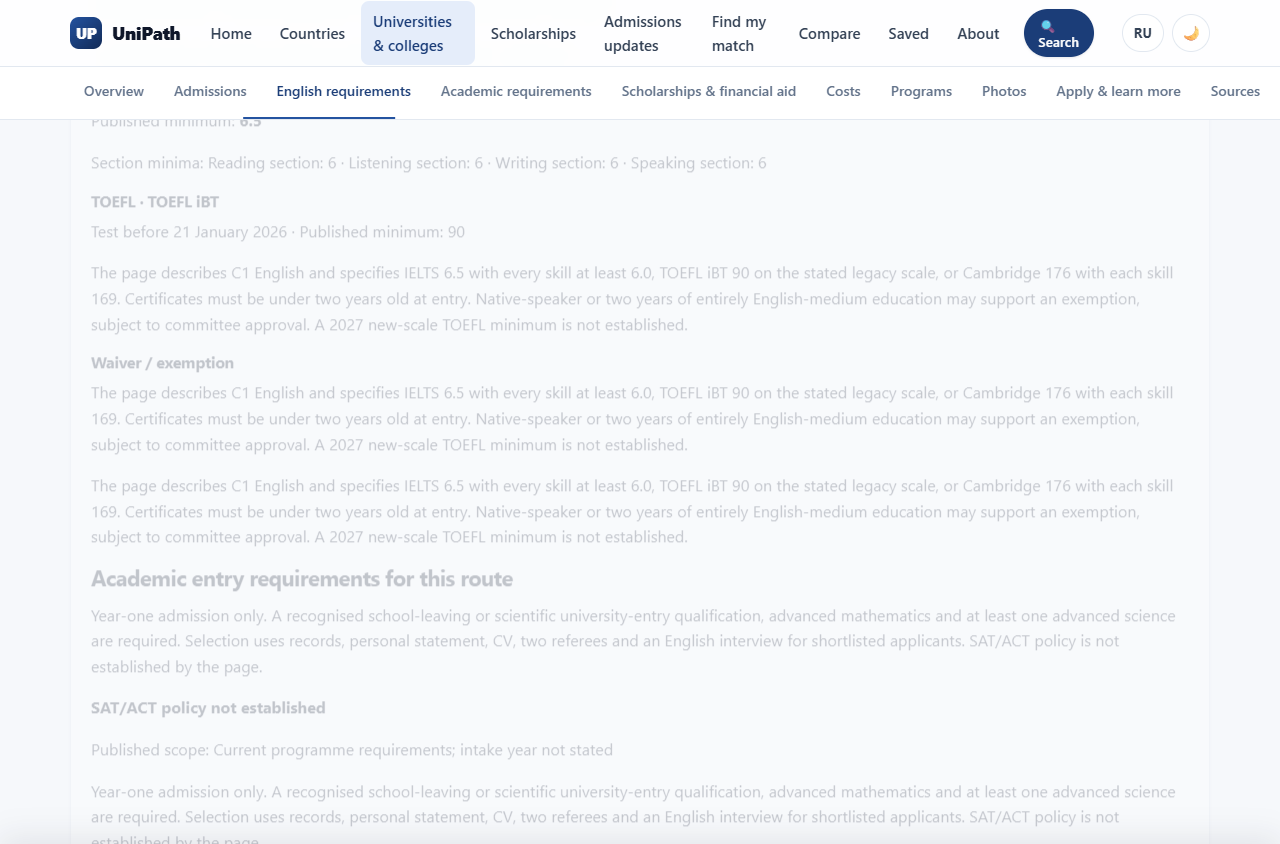 UP UniPath
Home
Countries
Universities
& colleges
Scholarships
Admissions
updates
Find my
match
Compare
Saved
About
Search
RU
Overview
Admissions
English requirements
Academic requirements
Scholarships & financial aid
Costs
Programs
Photos
Apply & learn more
Sources
Published minimum: 6.5
Section minima: Reading section: 6 · Listening section: 6 · Writing section: 6 · Speaking section: 6
TOEFL · TOEFL iBT
Test before 21 January 2026 · Published minimum: 90
The page describes C1 English and specifies IELTS 6.5 with every skill at least 6.0, TOEFL iBT 90 on the stated legacy scale, or Cambridge 176 with each skill
169. Certificates must be under two years old at entry. Native-speaker or two years of entirely English-medium education may support an exemption,
subject to committee approval. A 2027 new-scale TOEFL minimum is not established.
Waiver / exemption
The page describes C1 English and specifies IELTS 6.5 with every skill at least 6.0, TOEFL iBT 90 on the stated legacy scale, or Cambridge 176 with each skill
169. Certificates must be under two years old at entry. Native-speaker or two years of entirely English-medium education may support an exemption,
subject to committee approval. A 2027 new-scale TOEFL minimum is not established.
The page describes C1 English and specifies IELTS 6.5 with every skill at least 6.0, TOEFL iBT 90 on the stated legacy scale, or Cambridge 176 with each skill
169. Certificates must be under two years old at entry. Native-speaker or two years of entirely English-medium education may support an exemption,
subject to committee approval. A 2027 new-scale TOEFL minimum is not established.
Academic entry requirements for this route
Year-one admission only. A recognised school-leaving or scientific university-entry qualification, advanced mathematics and at least one advanced science
are required. Selection uses records, personal statement, CV, two referees and an English interview for shortlisted applicants. SAT/ACT policy is not
established by the page.
SAT/ACT policy not established
Published scope: Current programme requirements; intake year not stated
Year-one admission only. A recognised school-leaving or scientific university-entry qualification, advanced mathematics and at least one advanced science
are required. Selection uses records, personal statement, CV, two referees and an English interview for shortlisted applicants. SAT/ACT policy is not
established by the page.